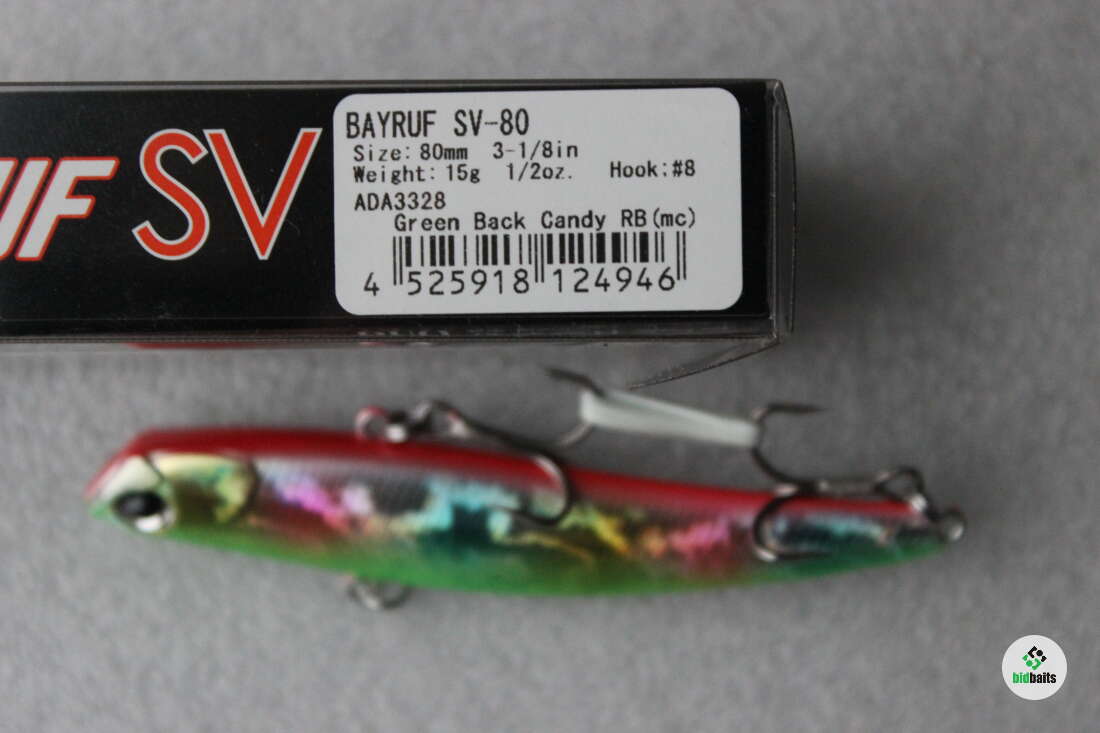 UF SV
BAYRUF SV-80
Size: 80mm 3-1/8in
Weight: 15g 1/2oz. Hook:#8
ADA3328
Green Back Candy RB(mc)
4 525918 124946
bidbaits